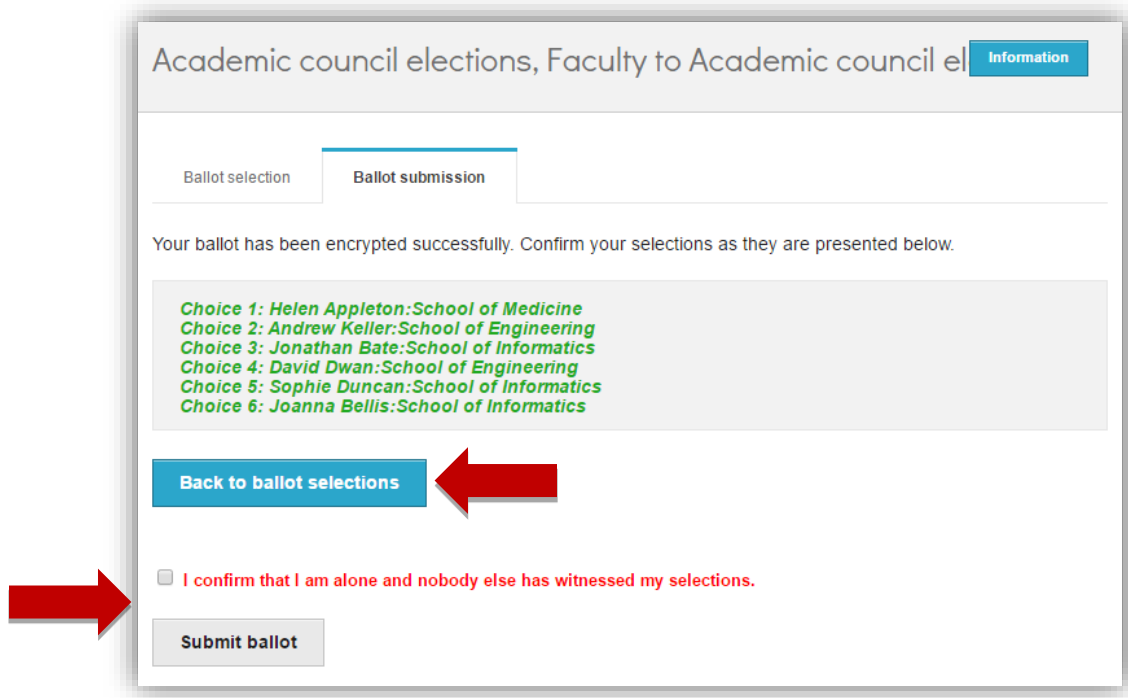 Academic council elections, Faculty to Academic council el
Information
Ballot selection
Ballot submission
Your ballot has been encrypted successfully. Confirm your selections as they are presented below.
Choice 1: Helen Appleton:School of Medicine
Choice 2: Andrew Keller:School of Engineering
Choice 3: Jonathan Bate:School of Informatics
Choice 4: David Dwan:School of Engineering
Choice 5: Sophie Duncan:School of Informatics
Choice 6: Joanna Bellis:School of Informatics
Back to ballot selections
I confirm that I am alone and nobody else has witnessed my selections.
Submit ballot